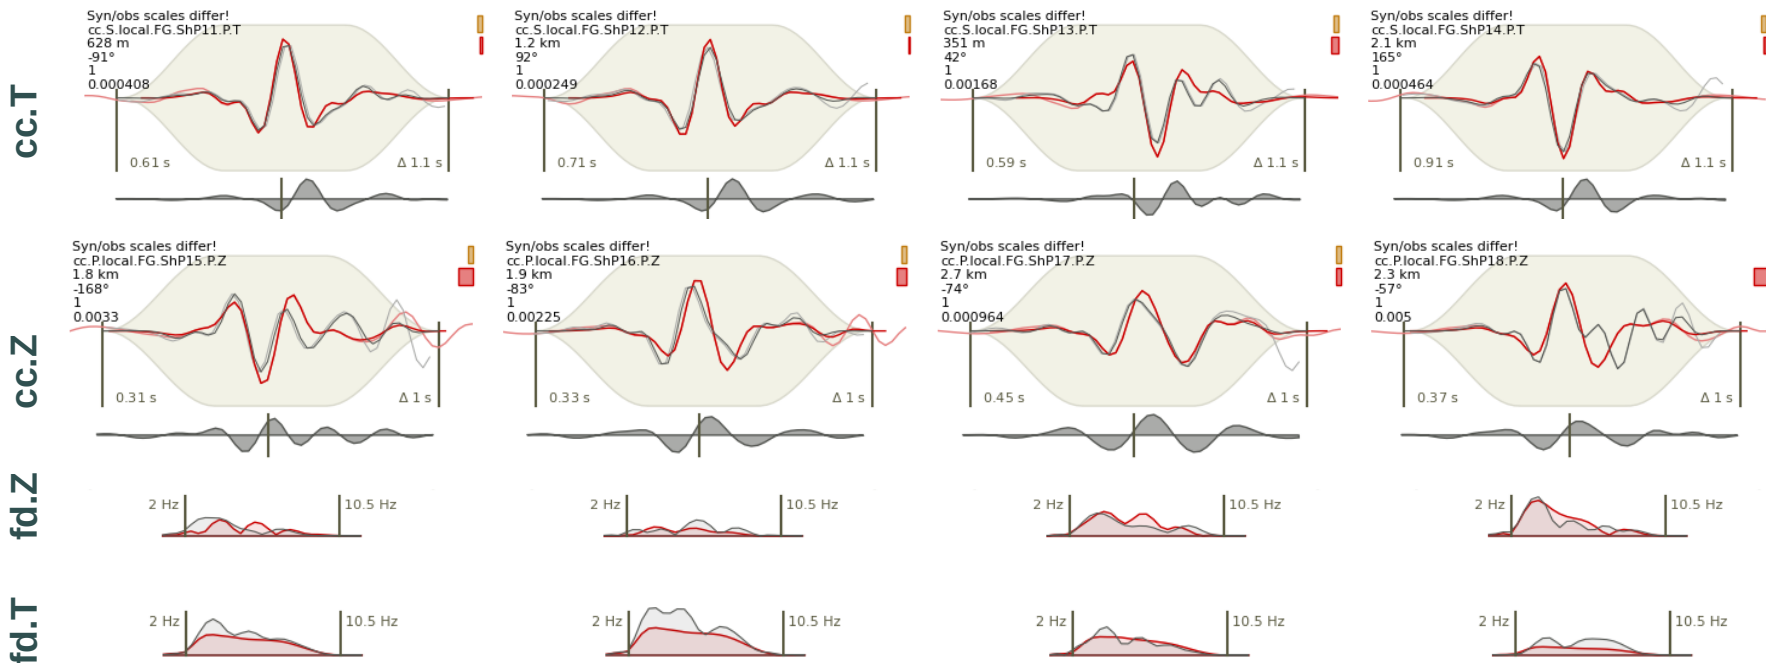 cc.T
Syn/obs scales differ!
cc.S.local.FG.ShP11.P.T
628 m
-91°
1
0.000408
0.61 s
Δ 1.1 s
Syn/obs scales differ!
cc.S.local.FG.ShP12.P.T
1.2 km
92°
1
0.000249
0.71 s
Δ 1.1 s
Syn/obs scales differ!
cc.S.local.FG.ShP13.P.T
351 m
42°
1
0.00168
0.59 s
Δ 1.1 s
Syn/obs scales differ!
cc.S.local.FG.ShP14.P.T
2.1 km
165°
1
0.000464
0.91 s
Δ 1.1 s
cc.Z
Syn/obs scales differ!
cc.P.local.FG.ShP15.P.Z
1.8 km
-168°
1
0.0033
0.31 s
Δ 1 s
Syn/obs scales differ!
cc.P.local.FG.ShP16.P.Z
1.9 km
-83°
1
0.00225
0.33 s
Δ 1 s
Syn/obs scales differ!
cc.P.local.FG.ShP17.P.Z
2.7 km
-74°
1
0.000964
0.45 s
Δ 1 s
Syn/obs scales differ!
cc.P.local.FG.ShP18.P.Z
2.3 km
-57°
1
0.005
0.37 s
Δ 1 s
fd.Z
2 Hz
10.5 Hz
2 Hz
10.5 Hz
2 Hz
10.5 Hz
2 Hz
10.5 Hz
fd.T
2 Hz
10.5 Hz
2 Hz
10.5 Hz
2 Hz
10.5 Hz
2 Hz
10.5 Hz